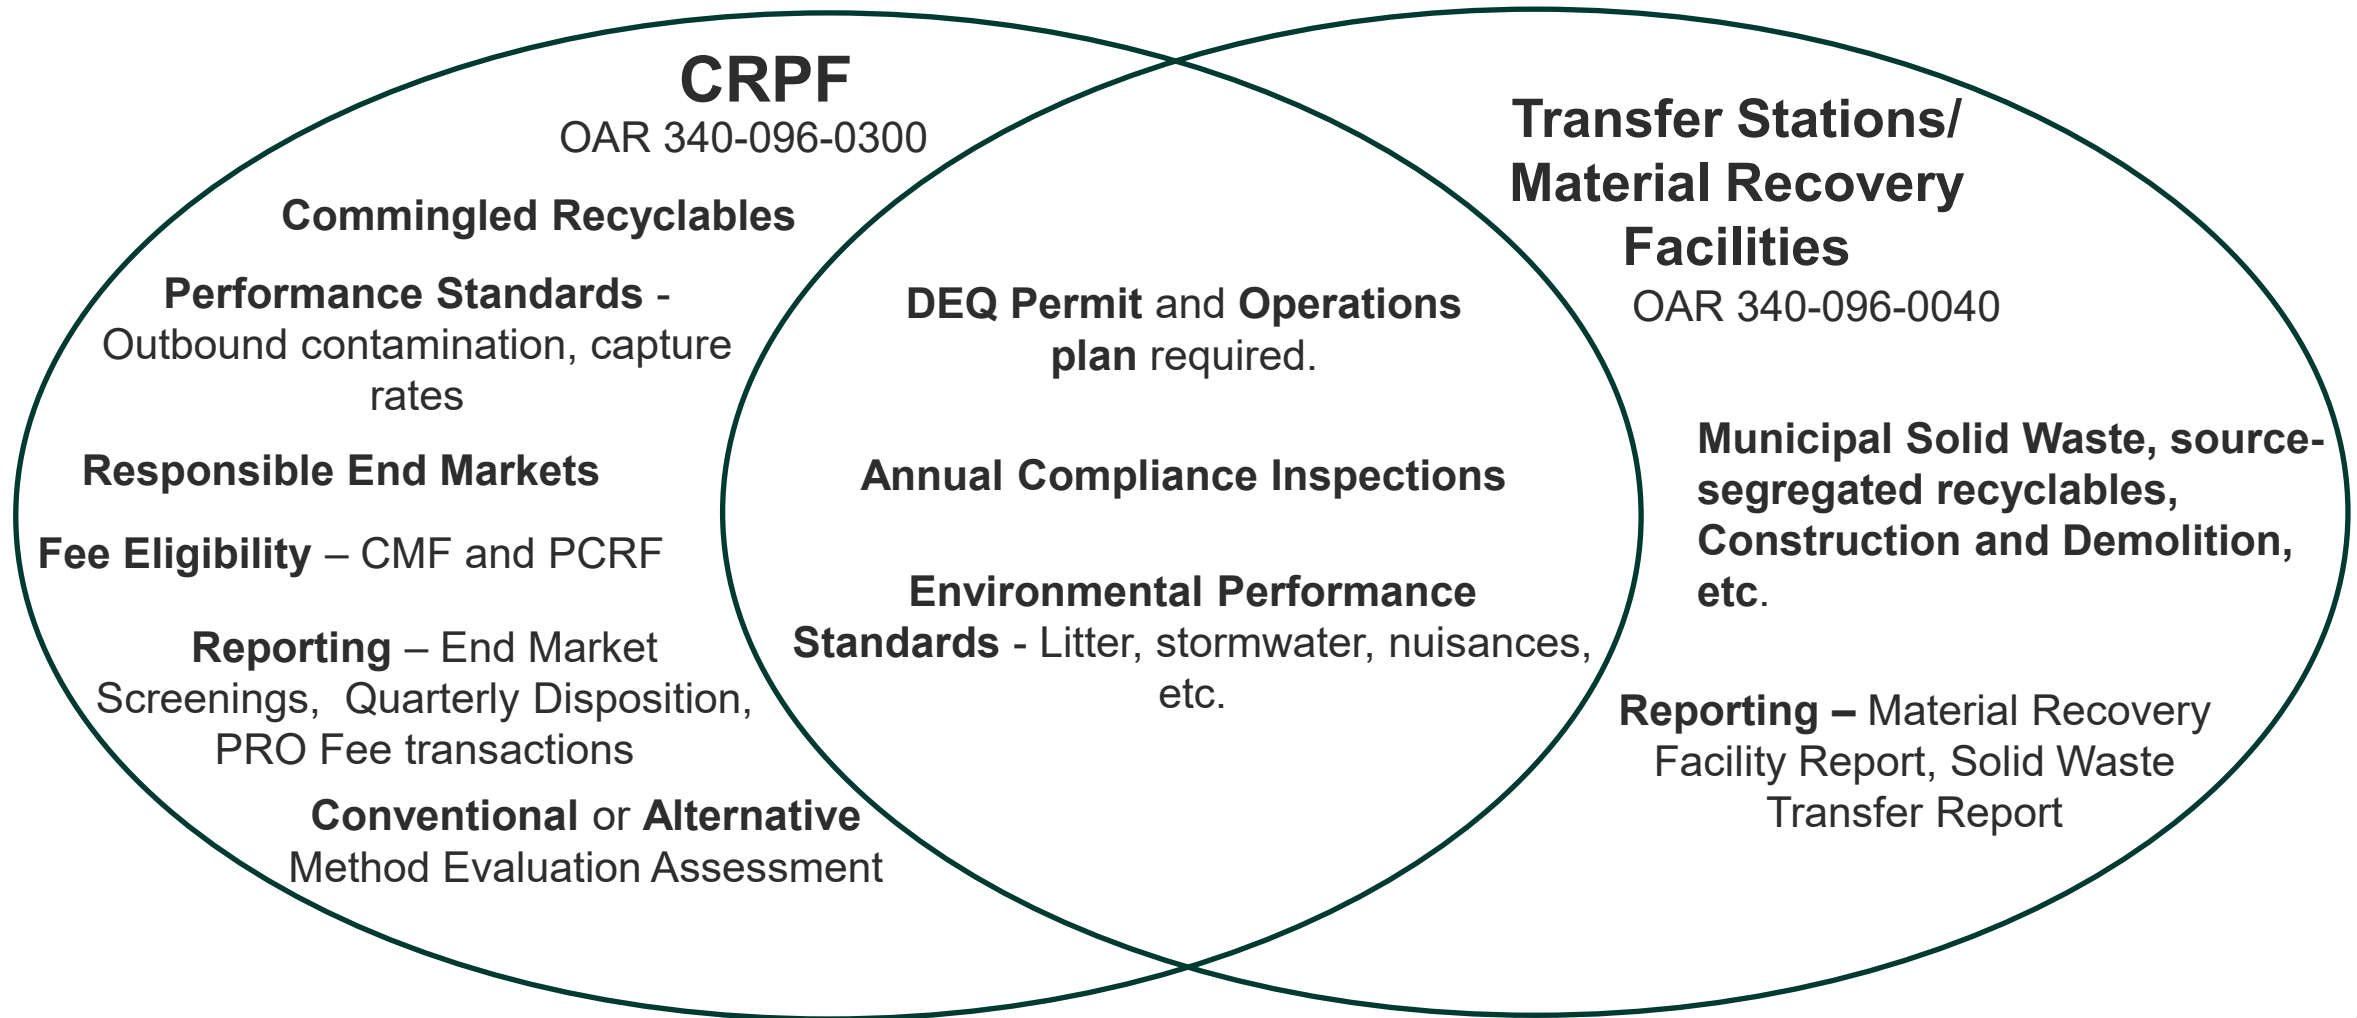 CRPF
OAR 340-096-0300
Commingled Recyclables
Performance Standards -
Outbound contamination, capture
rates
Responsible End Markets
Fee Eligibility – CMF and PCRF
Reporting – End Market
Screenings,  Quarterly Disposition,
PRO Fee transactions
Conventional or Alternative
Method Evaluation Assessment
DEQ Permit and Operations
plan required.
Annual Compliance Inspections
Environmental Performance
Standards - Litter, stormwater, nuisances,
etc.
Transfer Stations/
Material Recovery
Facilities
OAR 340-096-0040
Municipal Solid Waste, source-
segregated recyclables,
Construction and Demolition,
etc.
Reporting – Material Recovery
Facility Report, Solid Waste
Transfer Report